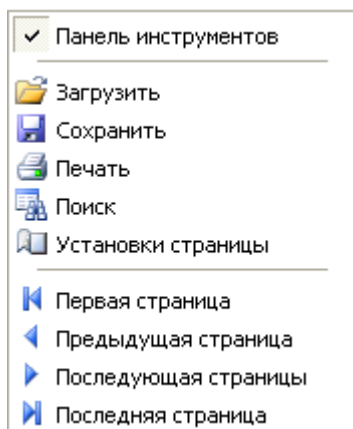 Панель инструментов
Загрузить
Сохранить
Печать
Поиск
Установки страницы
Первая страница
Предыдущая страница
Последующая страницы
Последняя страница